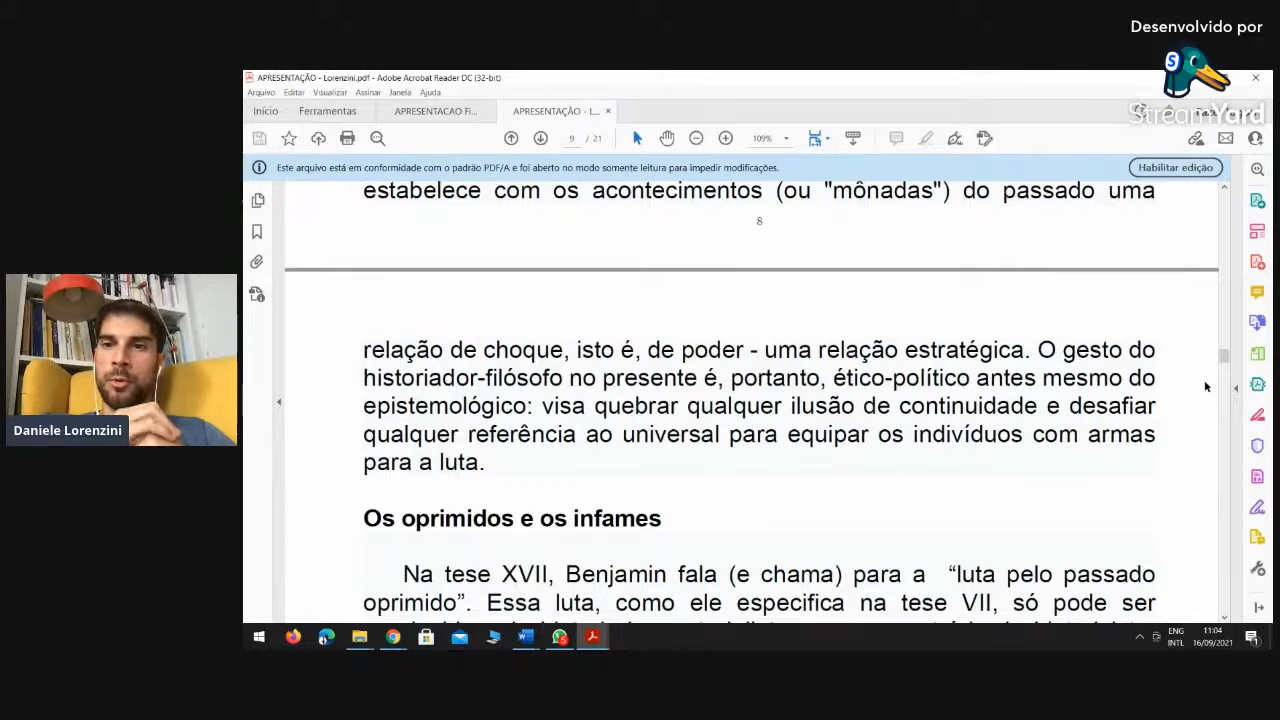 Desenvolvido por
StreamYard
S
APRESENTAÇÃO - Lorenzini.pdf - Adobe Acrobat Reader DC (32-bit)
Arquivo Editar Visualizar Assinar Janela Ajuda
Início Ferramentas APRESENTACAO Fi... APRESENTAÇÃO - L... ×
9 / 21 109%
Este arquivo está em conformidade com o padrão PDF/A e foi aberto no modo somente leitura para impedir modificações. Habilitar edição
estabelece com os acontecimentos (ou "mônadas") do passado uma
8
relação de choque, isto é, de poder - uma relação estratégica. O gesto do
historiador-filósofo no presente é, portanto, ético-político antes mesmo do
epistemológico: visa quebrar qualquer ilusão de continuidade e desafiar
qualquer referência ao universal para equipar os indivíduos com armas
para a luta.
Os oprimidos e os infames
Na tese XVII, Benjamin fala (e chama) para a “luta pelo passado
oprimido”. Essa luta, como ele especifica na tese VII, só pode ser
Daniele Lorenzini
5
ENG
INTL
11:04
16/09/2021
1